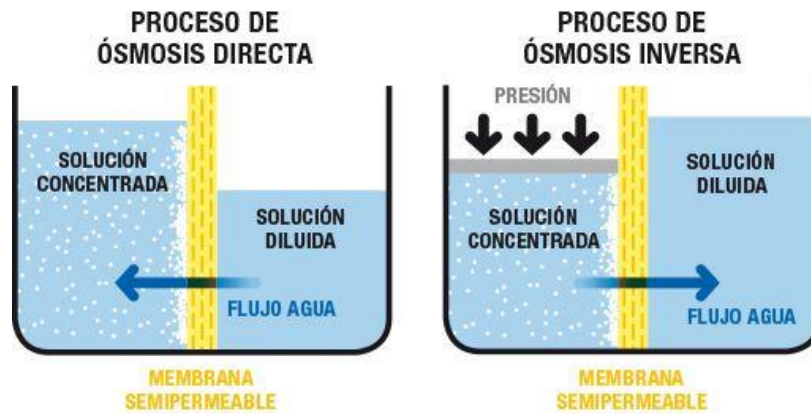 PROCESO DE
ÓSMOSIS DIRECTA
SOLUCIÓN
CONCENTRADA
SOLUCIÓN
DILUIDA
FLUJO AGUA
MEMBRANA
SEMIPERMEABLE
PROCESO DE
ÓSMOSIS INVERSA
PRESIÓN
SOLUCIÓN
CONCENTRADA
SOLUCIÓN
DILUIDA
FLUJO AGUA
MEMBRANA
SEMIPERMEABLE